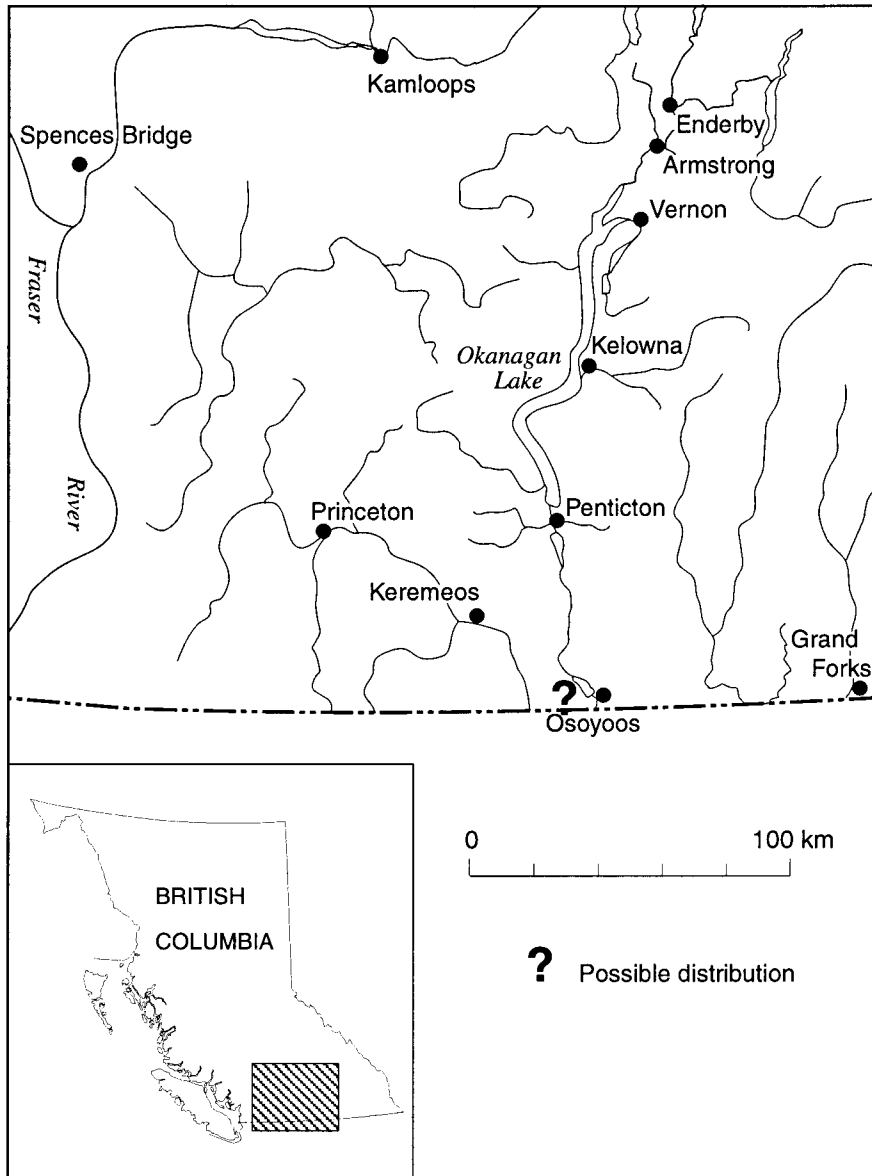 Kamloops
Enderby
Spences Bridge
Armstrong
Vernon
Fraser
Okanagan
Lake
Kelowna
River
Princeton
Penticton
Keremeos
Grand
Forks
?
Osoyoos
0 100 km
BRITISH
COLUMBIA
? Possible distribution